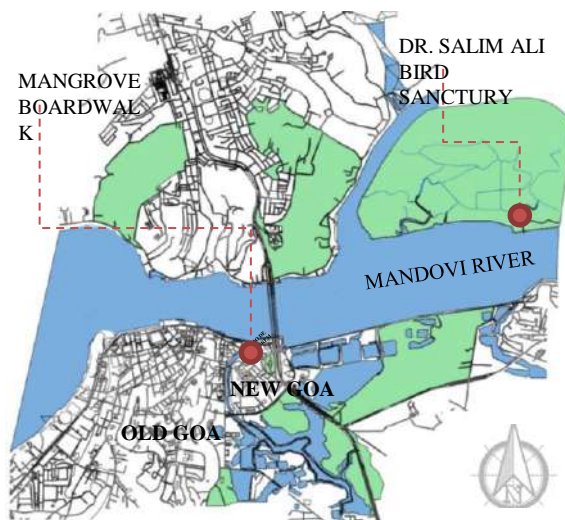 MANGROVE
BOARDWAL
K
DR. SALIM ALI
BIRD
SANCTURY
MANDOVI RIVER
NEW GOA
OLD GOA
N